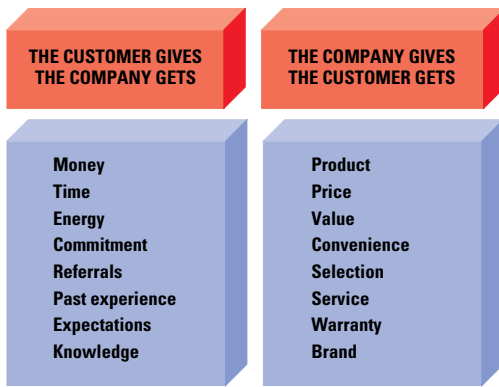 THE CUSTOMER GIVES
THE COMPANY GETS
Money
Time
Energy
Commitment
Referrals
Past experience
Expectations
Knowledge
THE COMPANY GIVES
THE CUSTOMER GETS
Product
Price
Value
Convenience
Selection
Service
Warranty
Brand